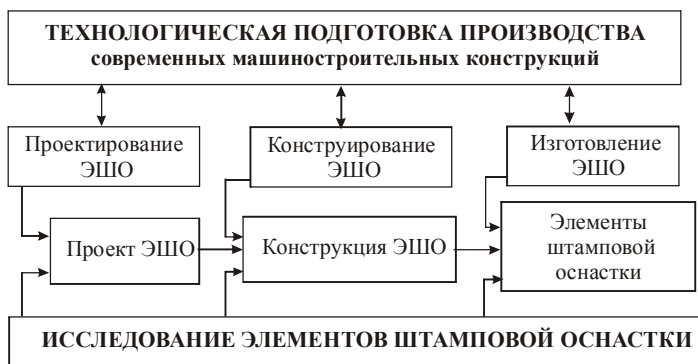 ТЕХНОЛОГИЧЕСКАЯ ПОДГОТОВКА ПРОИЗВОДСТВА
современных машиностроительных конструкций
Проектирование
ЭШО
Конструирование
ЭШО
Изготовление
ЭШО
Проект ЭШО
Конструкция ЭШО
Элементы
штамповой
оснастки
ИССЛЕДОВАНИЕ ЭЛЕМЕНТОВ ШТАМПОВОЙ ОСНАСТКИ